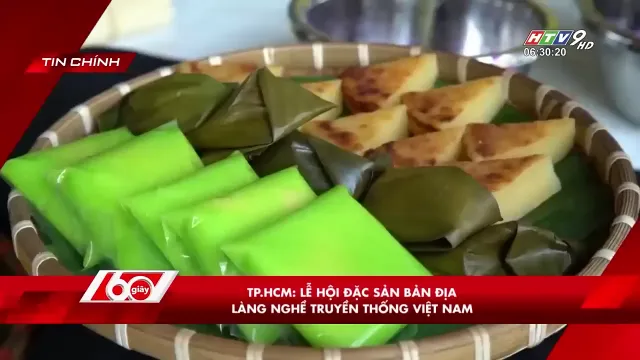 TIN CHÍNH
HTV9 HD
06:30:20
60 giây
TP.HCM: LỄ HỘI ĐẶC SẢN BẢN ĐỊA
LÀNG NGHỀ TRUYỀN THỐNG VIỆT NAM